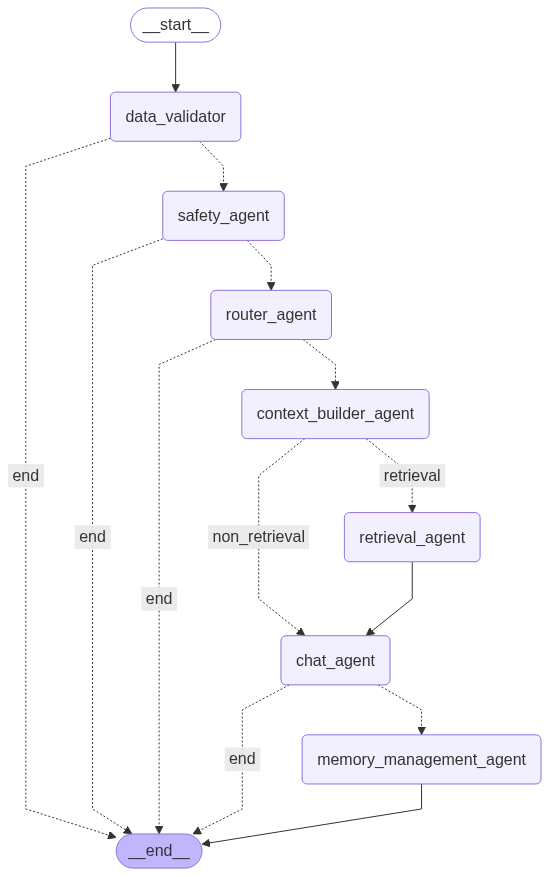 __start__
data_validator
safety_agent
router_agent
context_builder_agent
end
retrieval
end
non_retrieval
retrieval_agent
end
chat_agent
end
memory_management_agent
__end__